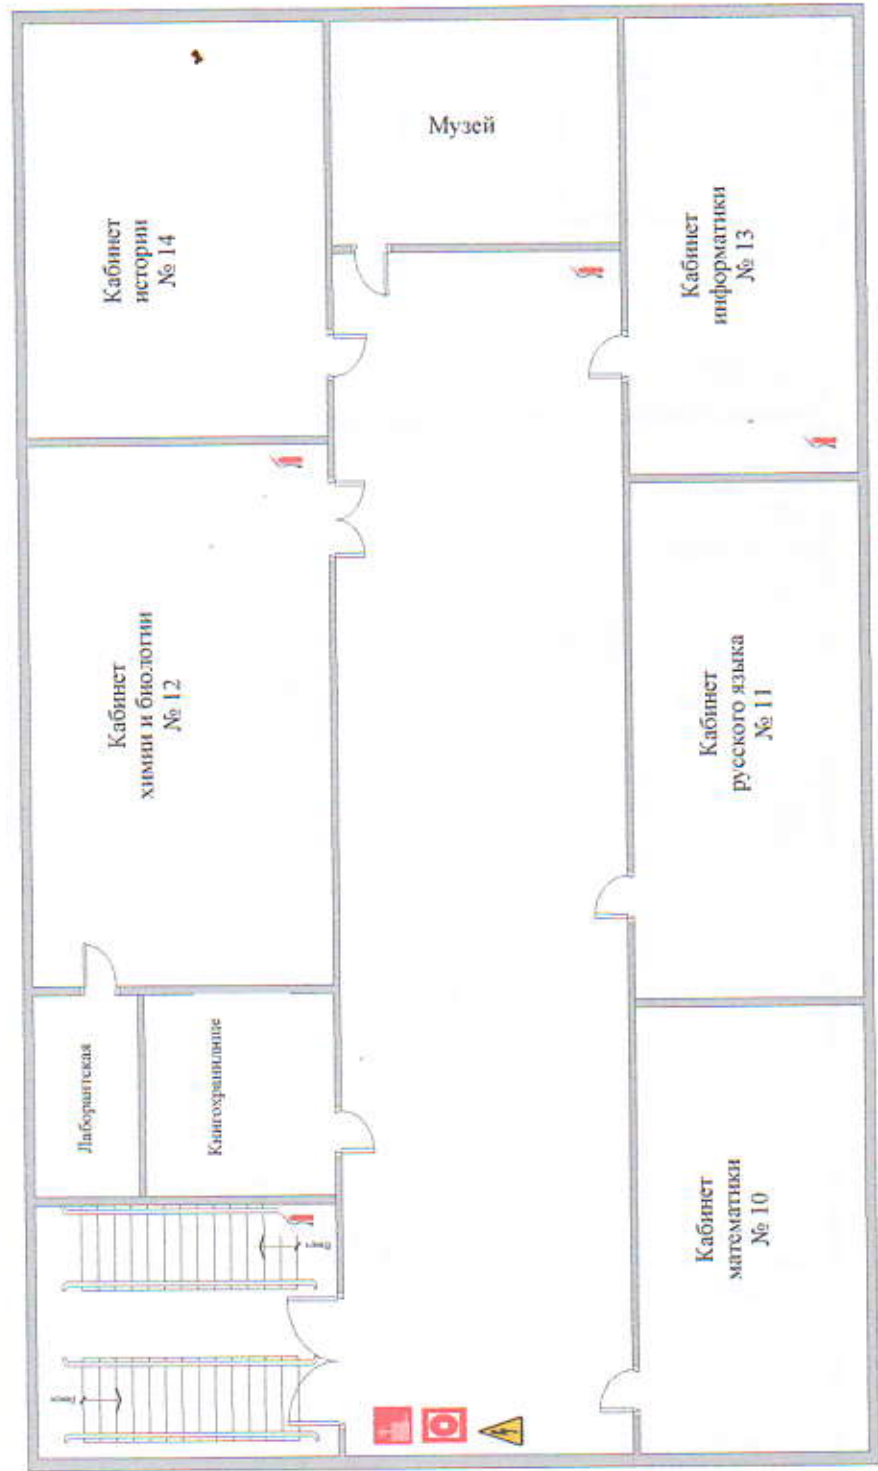 Музей
Кабинет
истории
№ 14
Кабинет
информатики
№ 13
Кабинет
химии и биологии
№ 12
Кабинет
русского языка
№ 11
Лаборантская
Книгохранилище
Кабинет
математики
№ 10